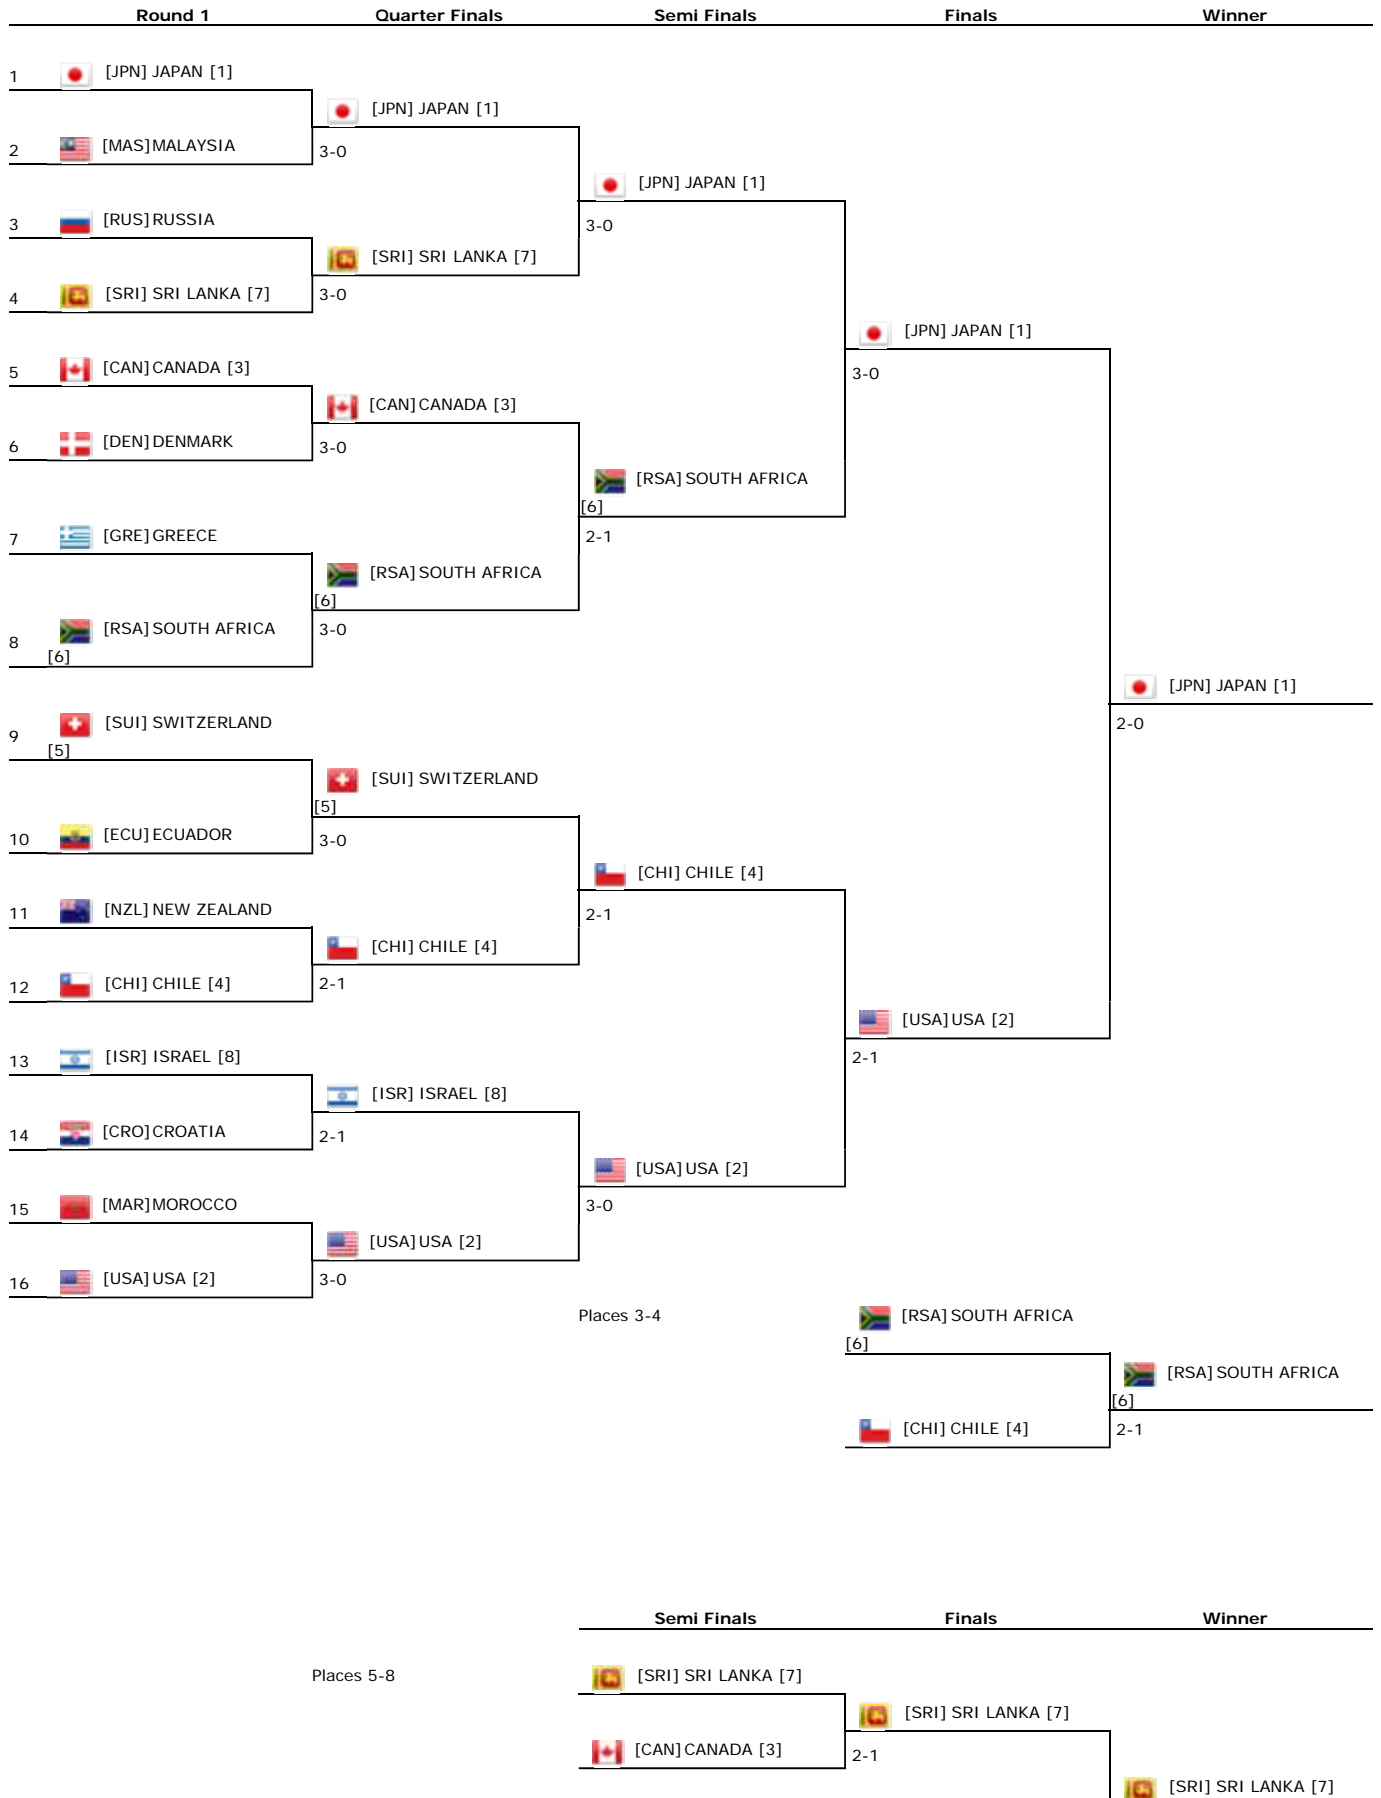 Round 1 Quarter Finals Semi Finals Finals Winner
1 [JPN] JAPAN [1]
[JPN] JAPAN [1]
2 [MAS] MALAYSIA 3-0
[JPN] JAPAN [1]
3 [RUS] RUSSIA 3-0
[SRI] SRI LANKA [7]
4 [SRI] SRI LANKA [7] 3-0
[JPN] JAPAN [1]
5 [CAN] CANADA [3] 3-0
[CAN] CANADA [3]
6 [DEN] DENMARK 3-0
[RSA] SOUTH AFRICA
[6]
7 [GRE] GREECE 2-1
[RSA] SOUTH AFRICA
[6]
8 [RSA] SOUTH AFRICA 3-0
[6]
[JPN] JAPAN [1]
9 [SUI] SWITZERLAND 2-0
[5]
[SUI] SWITZERLAND
[5]
10 [ECU] ECUADOR 3-0
[CHI] CHILE [4]
11 [NZL] NEW ZEALAND 2-1
[CHI] CHILE [4]
12 [CHI] CHILE [4] 2-1
[USA] USA [2]
13 [ISR] ISRAEL [8] 2-1
[ISR] ISRAEL [8]
14 [CRO] CROATIA 2-1
[USA] USA [2]
15 [MAR] MOROCCO 3-0
[USA] USA [2]
16 [USA] USA [2] 3-0
Places 3-4 [RSA] SOUTH AFRICA
[6]
[RSA] SOUTH AFRICA
[6]
[CHI] CHILE [4] 2-1
Semi Finals Finals Winner
Places 5-8 [SRI] SRI LANKA [7]
[SRI] SRI LANKA [7]
[CAN] CANADA [3] 2-1
[SRI] SRI LANKA [7]